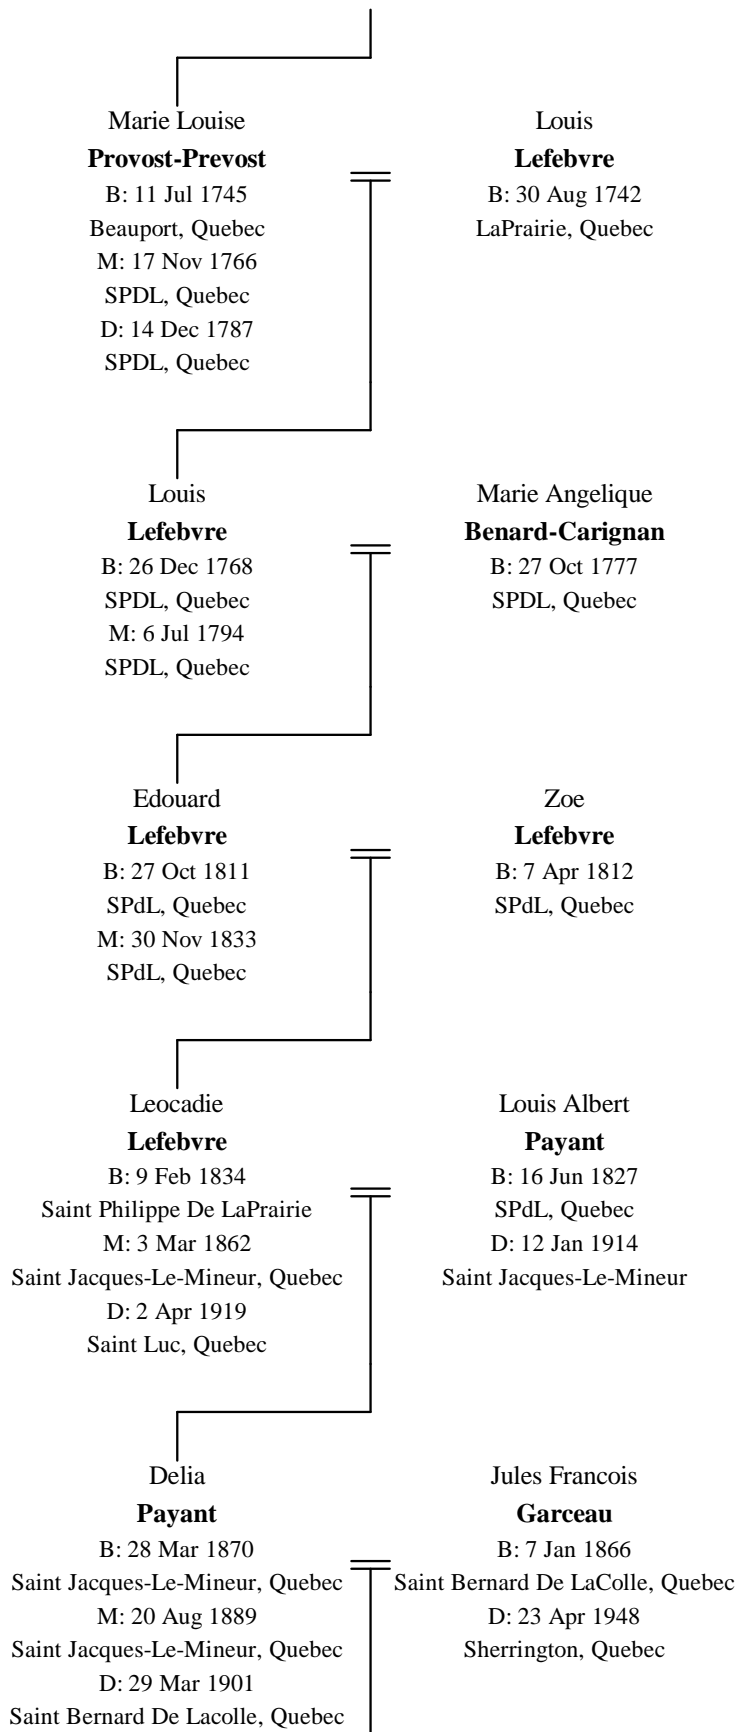 Marie Louise
Provost-Prevost
B: 11 Jul 1745
Beauport, Quebec
M: 17 Nov 1766
SPDL, Quebec
D: 14 Dec 1787
SPDL, Quebec
Louis
Lefebvre
B: 30 Aug 1742
LaPrairie, Quebec
Louis
Lefebvre
B: 26 Dec 1768
SPDL, Quebec
M: 6 Jul 1794
SPDL, Quebec
Marie Angelique
Benard-Carignan
B: 27 Oct 1777
SPDL, Quebec
Edouard
Lefebvre
B: 27 Oct 1811
SPdL, Quebec
M: 30 Nov 1833
SPdL, Quebec
Zoe
Lefebvre
B: 7 Apr 1812
SPdL, Quebec
Leocadie
Lefebvre
B: 9 Feb 1834
Saint Philippe De LaPrairie
M: 3 Mar 1862
Saint Jacques-Le-Mineur, Quebec
D: 2 Apr 1919
Saint Luc, Quebec
Louis Albert
Payant
B: 16 Jun 1827
SPdL, Quebec
D: 12 Jan 1914
Saint Jacques-Le-Mineur
Delia
Payant
B: 28 Mar 1870
Saint Jacques-Le-Mineur, Quebec
M: 20 Aug 1889
Saint Jacques-Le-Mineur, Quebec
D: 29 Mar 1901
Saint Bernard De Lacolle, Quebec
Jules Francois
Garceau
B: 7 Jan 1866
Saint Bernard De LaColle, Quebec
D: 23 Apr 1948
Sherrington, Quebec